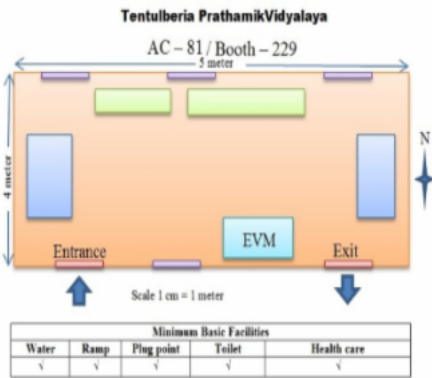 Tentulberia PrathamikVidyalaya
AC – 81 / Booth – 229
5 meter
4 meter
N
EVM
Entrance
Exit
Scale 1 cm = 1 meter
Minimum Basic Facilities
Water Ramp Plug point Toilet Health care
√ √ √ √ √